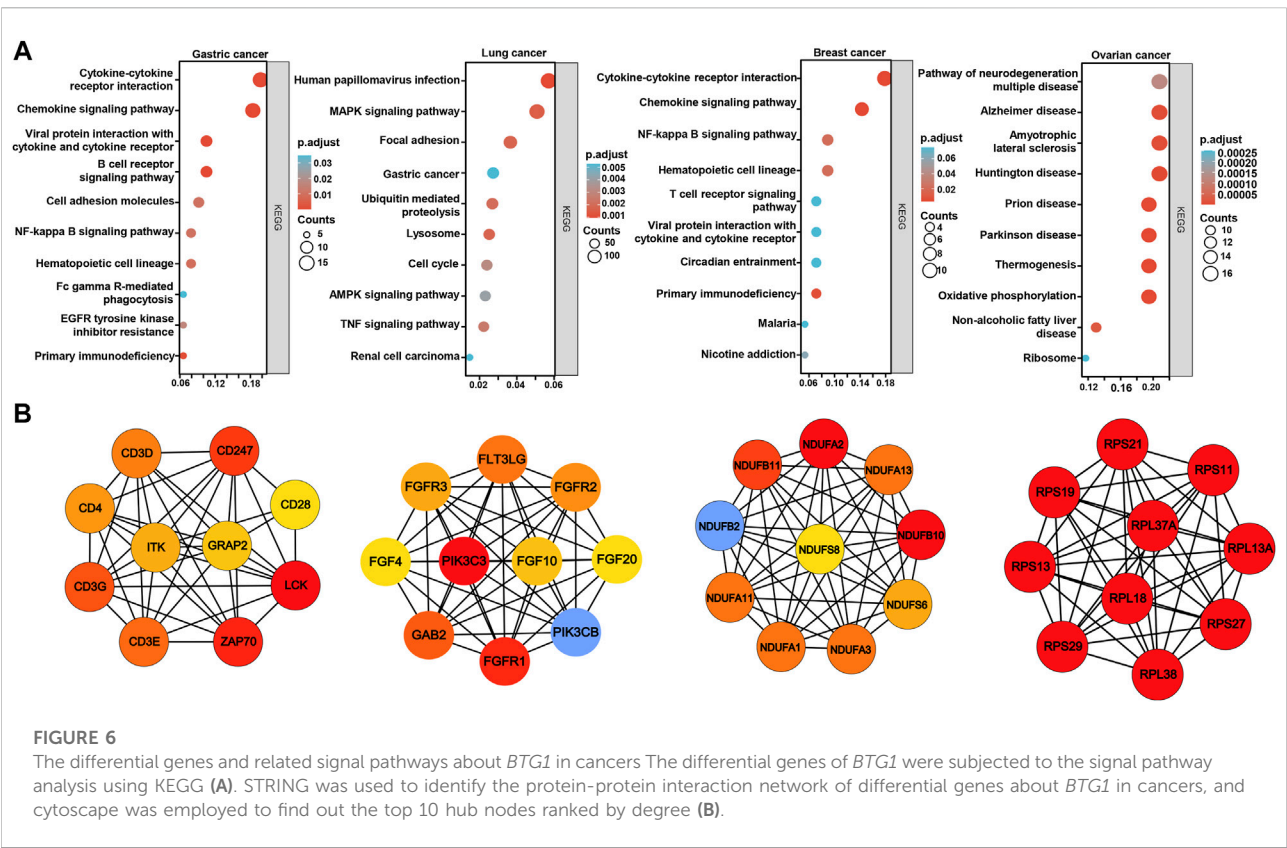 A
Gastric cancer
Cytokine-cytokine
receptor interaction
Chemokine signaling pathway
Viral protein interaction with
cytokine and cytokine receptor
B cell receptor
signaling pathway
Cell adhesion molecules
NF-kappa B signaling pathway
Hematopoietic cell lineage
Fc gamma R-mediated
phagocytosis
EGFR tyrosine kinase
inhibitor resistance
Primary immunodeficiency
0.06 0.12 0.18
KEGG
p.adjust
0.03
0.02
0.01
Counts
5
10
15
Lung cancer
Human papillomavirus infection
MAPK signaling pathway
Focal adhesion
Gastric cancer
Ubiquitin mediated
proteolysis
Lysosome
Cell cycle
AMPK signaling pathway
TNF signaling pathway
Renal cell carcinoma
0.02 0.04 0.06
KEGG
p.adjust
0.005
0.004
0.003
0.002
0.001
Counts
50
100
Breast cancer
Cytokine-cytokine receptor interaction
Chemokine signaling pathway
NF-kappa B signaling pathway
Hematopoietic cell lineage
T cell receptor signaling
pathway
Viral protein interaction with
cytokine and cytokine receptor
Circadian entrainment
Primary immunodeficiency
Malaria
Nicotine addiction
0.06 0.10 0.14 0.18
KEGG
p.adjust
0.06
0.04
0.02
Counts
4
6
8
10
Ovarian cancer
Pathway of neurodegeneration
multiple disease
Alzheimer disease
Amyotrophic
lateral sclerosis
Huntington disease
Prion disease
Parkinson disease
Thermogenesis
Oxidative phosphorylation
Non-alcoholic fatty liver
disease
Ribosome
0.12 0.16 0.20
KEGG
p.adjust
0.00025
0.00020
0.00015
0.00010
0.00005
Counts
10
12
14
16
B
CD3D
CD247
CD4
CD28
ITK
GRAP2
CD3G
LCK
CD3E
ZAP70
FLT3LG
FGFR3
FGFR2
FGF4
PIK3C3
FGF10
FGF20
GAB2
PIK3CB
FGFR1
NDUFA2
NDUFB11
NDUFA13
NDUFB2
NDUFS8
NDUFB10
NDUFA11
NDUFS6
NDUFA1
NDUFA3
RPS21
RPS11
RPS19
RPL37A
RPL13A
RPS13
RPL18
RPS27
RPS29
RPL38
FIGURE 6
The differential genes and related signal pathways about BTG1 in cancers The differential genes of BTG1 were subjected to the signal pathway
analysis using KEGG (A). STRING was used to identify the protein-protein interaction network of differential genes about BTG1 in cancers, and
cytoscape was employed to find out the top 10 hub nodes ranked by degree (B).